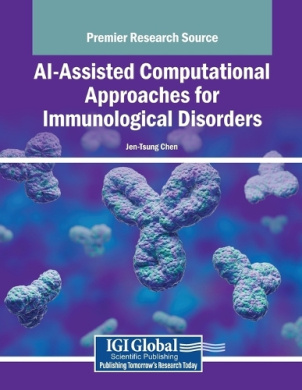 Premier Research Source
AI-Assisted Computational
Approaches for
Immunological Disorders
Jen-Tsung Chen
IGI Global
Scientific Publishing
Publishing Tomorrow's Research Today